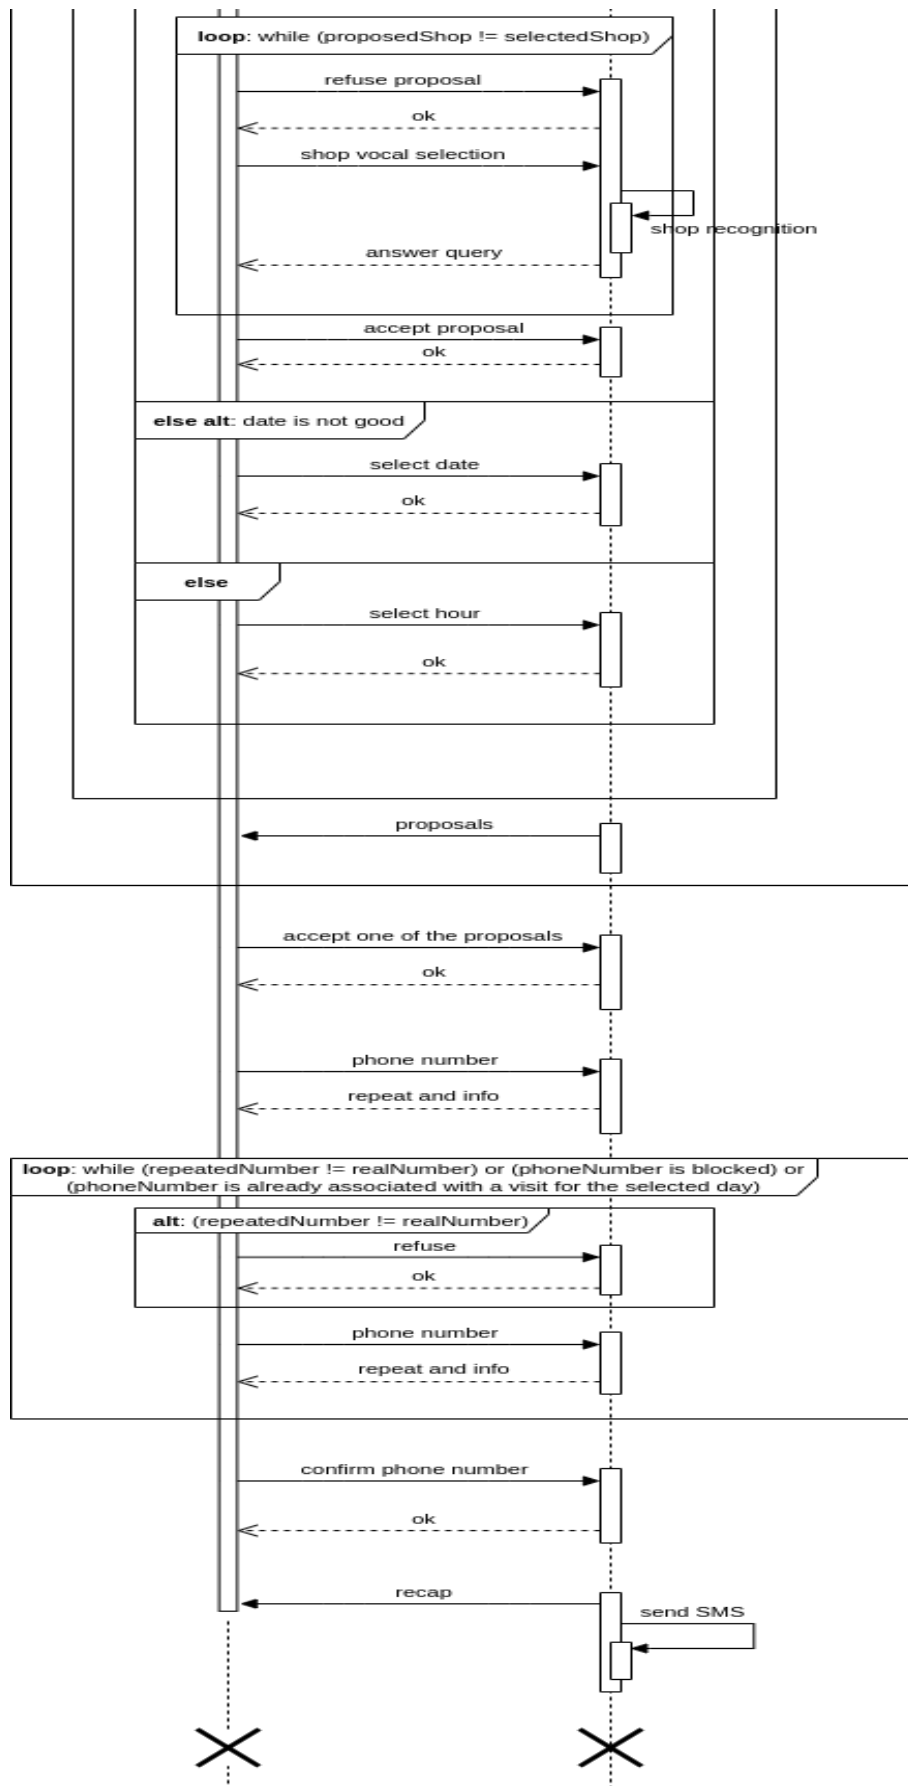 loop: while (proposedShop != selectedShop)
refuse proposal
ok
shop vocal selection
shop recognition
answer query
accept proposal
ok
else alt: date is not good
select date
ok
else
select hour
ok
proposals
accept one of the proposals
ok
phone number
repeat and info
loop: while (repeatedNumber != realNumber) or (phoneNumber is blocked) or
(phoneNumber is already associated with a visit for the selected day)
alt: (repeatedNumber != realNumber)
refuse
ok
phone number
repeat and info
confirm phone number
ok
recap
send SMS